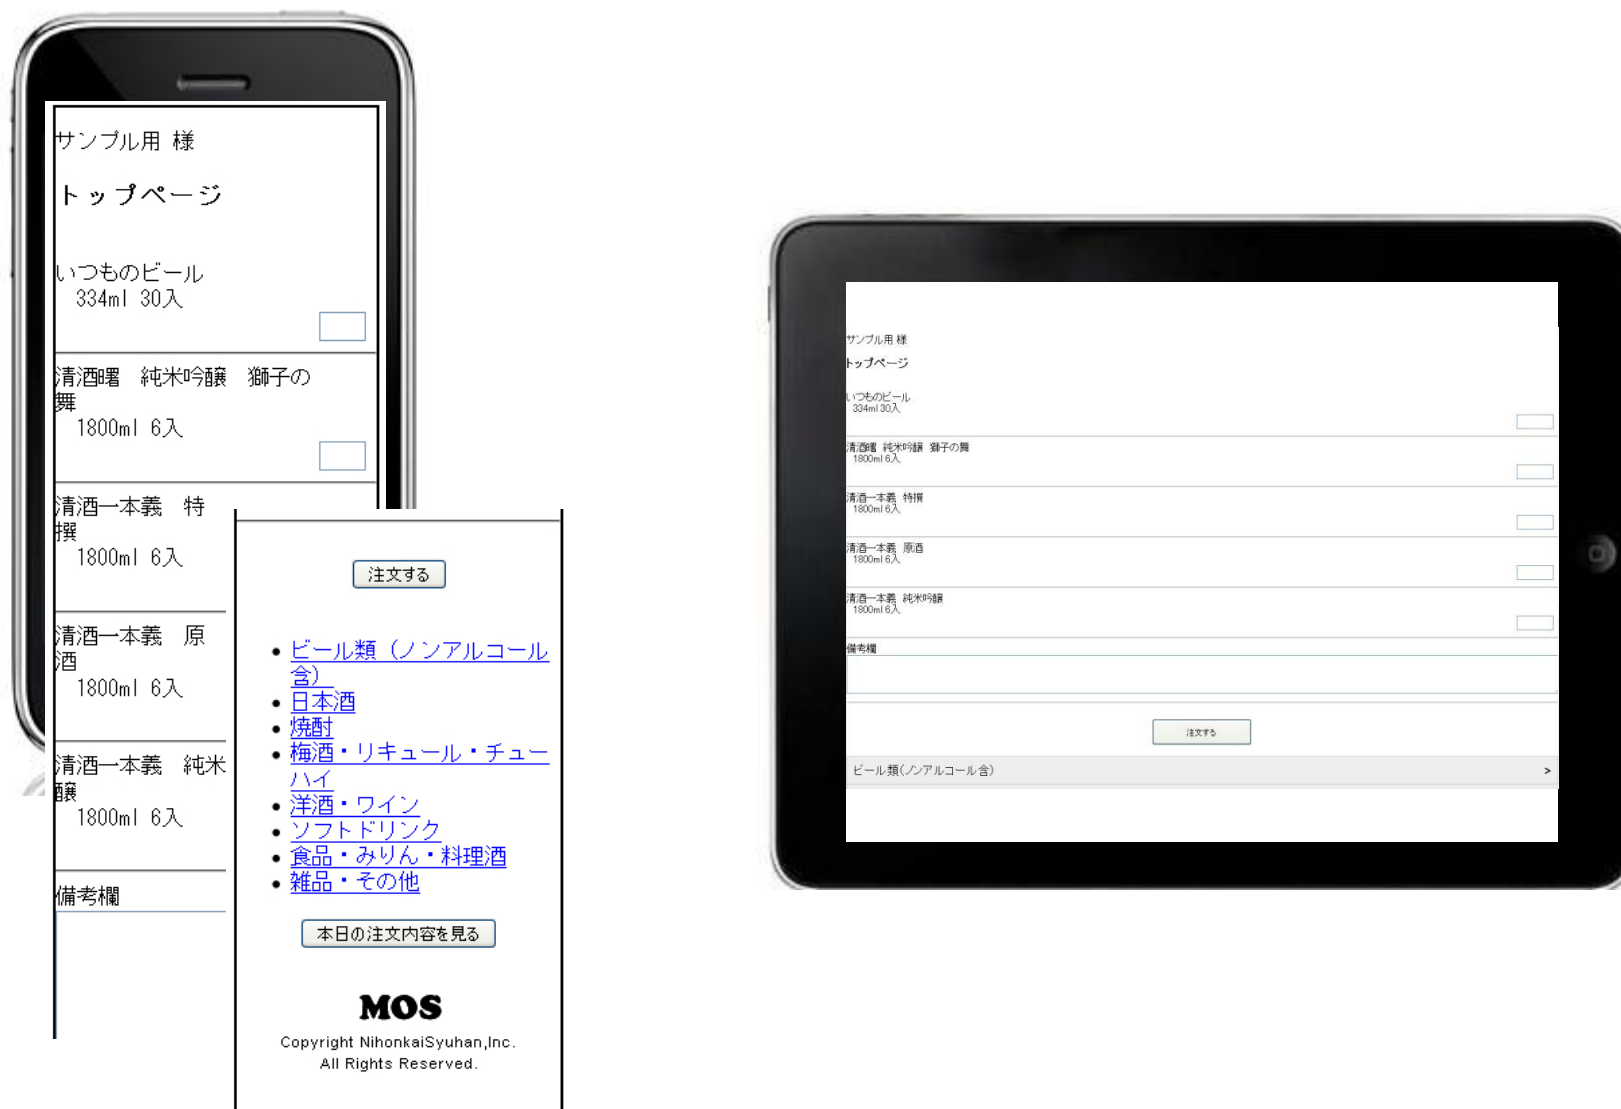 サンプル用 様
トップページ
いつものビール
334ml 30入
清酒曙 純米吟醸 獅子の
舞
1800ml 6入
清酒一本義 特
撰
1800ml 6入
清酒一本義 原
酒
1800ml 6入
清酒一本義 純米
醸
1800ml 6入
備考欄
注文する
ビール類（ノンアルコール
含）
日本酒
焼酎
梅酒・リキュール・チュー
ハイ
洋酒・ワイン
ソフトドリンク
食品・みりん・料理酒
雑品・その他
本日の注文内容を見る
MOS
Copyright NihonkaiSyuhan,Inc.
All Rights Reserved.
サンプル用 様
トップページ
いつものビール
334ml 30入
清酒曙 純米吟醸 獅子の舞
1800ml 6入
清酒一本義 特撰
1800ml 6入
清酒一本義 原酒
1800ml 6入
清酒一本義 純米吟醸
1800ml 6入
備考欄
注文する
ビール類(ノンアルコール含) >